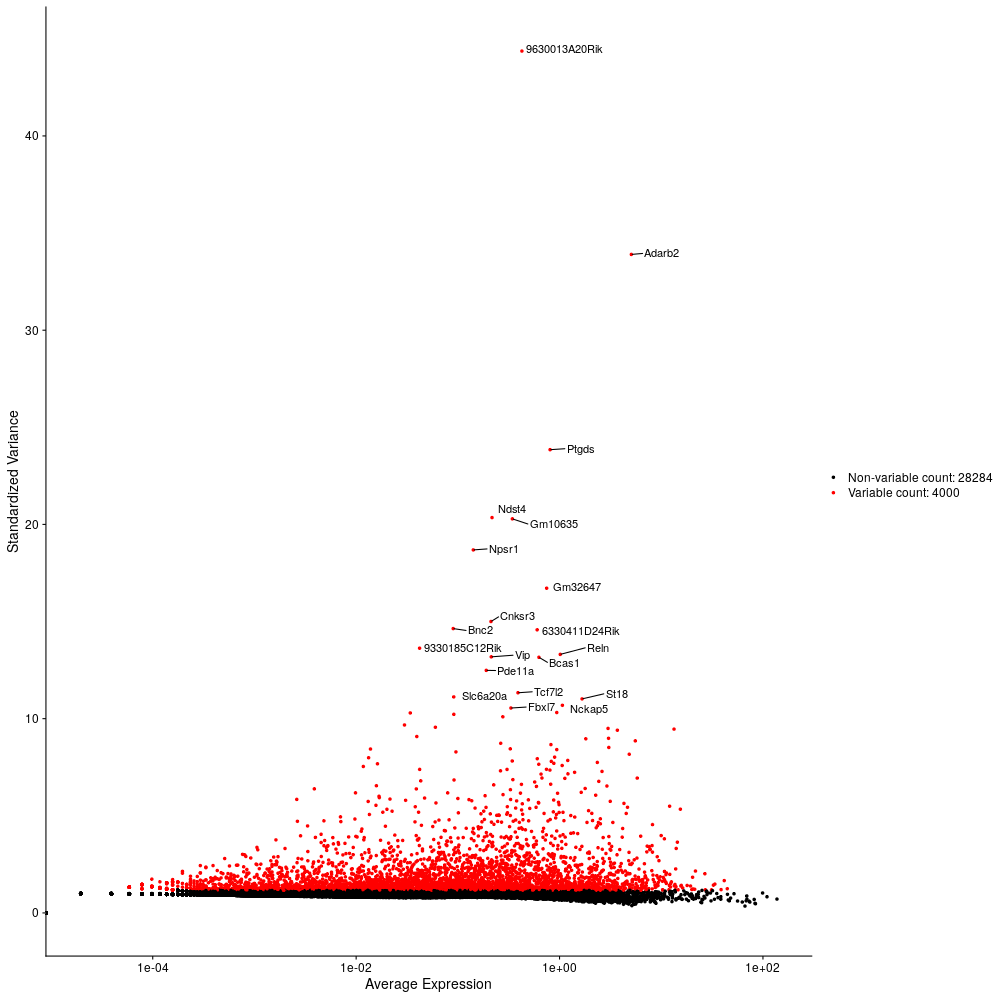 9630013A20Rik
40
Adarb2
30
Ptgds
Non-variable count: 28284
Variable count: 4000
Standardized Variance
20
Ndst4
Gm10635
Npsr1
Gm32647
Cnksr3
Bnc2
6330411D24Rik
9330185C12Rik
Reln
Vip
Bcas1
Pde11a
Slc6a20a
Tcf7l2
St18
Fbxl7
Nckap5
10
0
1e-04
1e-02
1e+00
1e+02
Average Expression